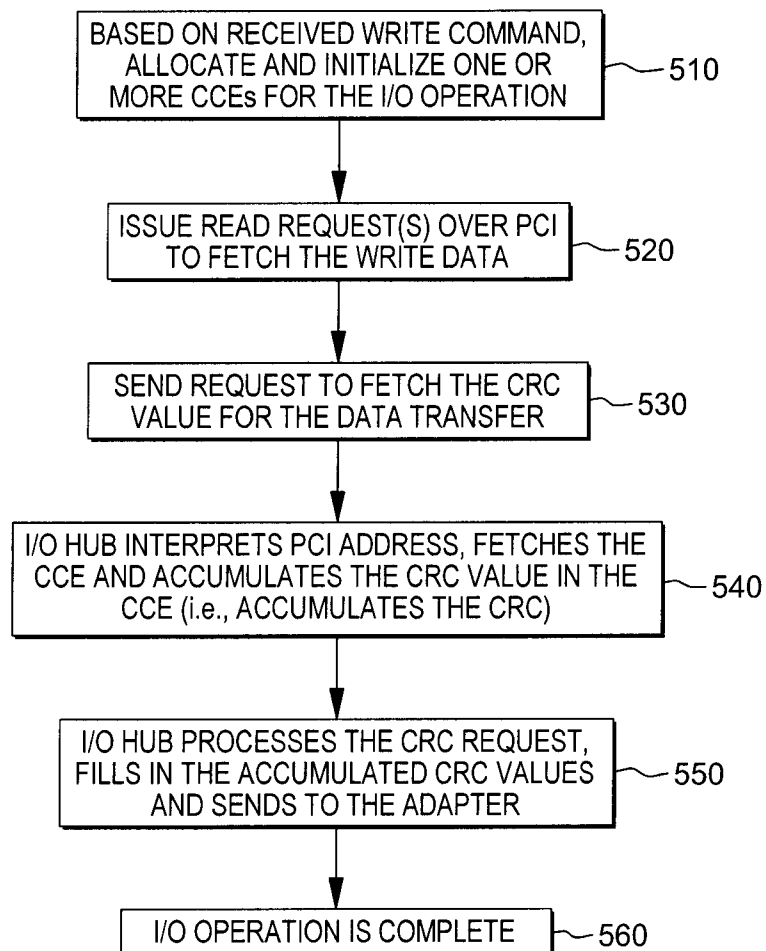 BASED ON RECEIVED WRITE COMMAND,
ALLOCATE AND INITIALIZE ONE OR
MORE CCEs FOR THE I/O OPERATION
510
ISSUE READ REQUEST(S) OVER PCI
TO FETCH THE WRITE DATA
520
SEND REQUEST TO FETCH THE CRC
VALUE FOR THE DATA TRANSFER
530
I/O HUB INTERPRETS PCI ADDRESS, FETCHES THE
CCE AND ACCUMULATES THE CRC VALUE IN THE
CCE (i.e., ACCUMULATES THE CRC)
540
I/O HUB PROCESSES THE CRC REQUEST,
FILLS IN THE ACCUMULATED CRC VALUES
AND SENDS TO THE ADAPTER
550
I/O OPERATION IS COMPLETE
560